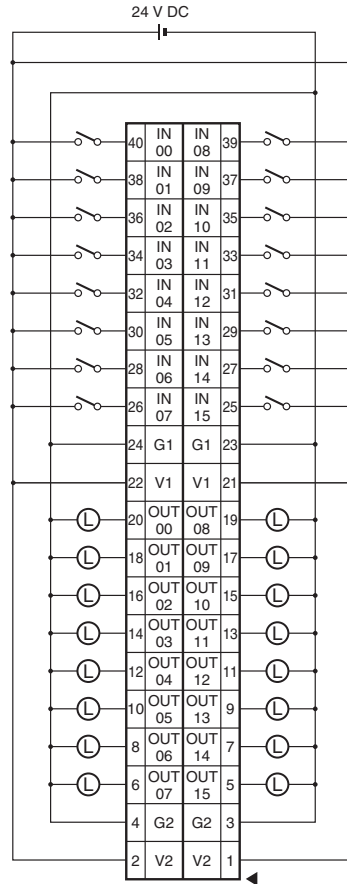 24 V DC
40 IN 00 IN 08 39
38 IN 01 IN 09 37
36 IN 02 IN 10 35
34 IN 03 IN 11 33
32 IN 04 IN 12 31
30 IN 05 IN 13 29
28 IN 06 IN 14 27
26 IN 07 IN 15 25
24 G1 G1 23
22 V1 V1 21
L 20 OUT 00 OUT 08 19 L
L 18 OUT 01 OUT 09 17 L
L 16 OUT 02 OUT 10 15 L
L 14 OUT 03 OUT 11 13 L
L 12 OUT 04 OUT 12 11 L
L 10 OUT 05 OUT 13 9 L
L 8 OUT 06 OUT 14 7 L
L 6 OUT 07 OUT 15 5 L
4 G2 G2 3
2 V2 V2 1